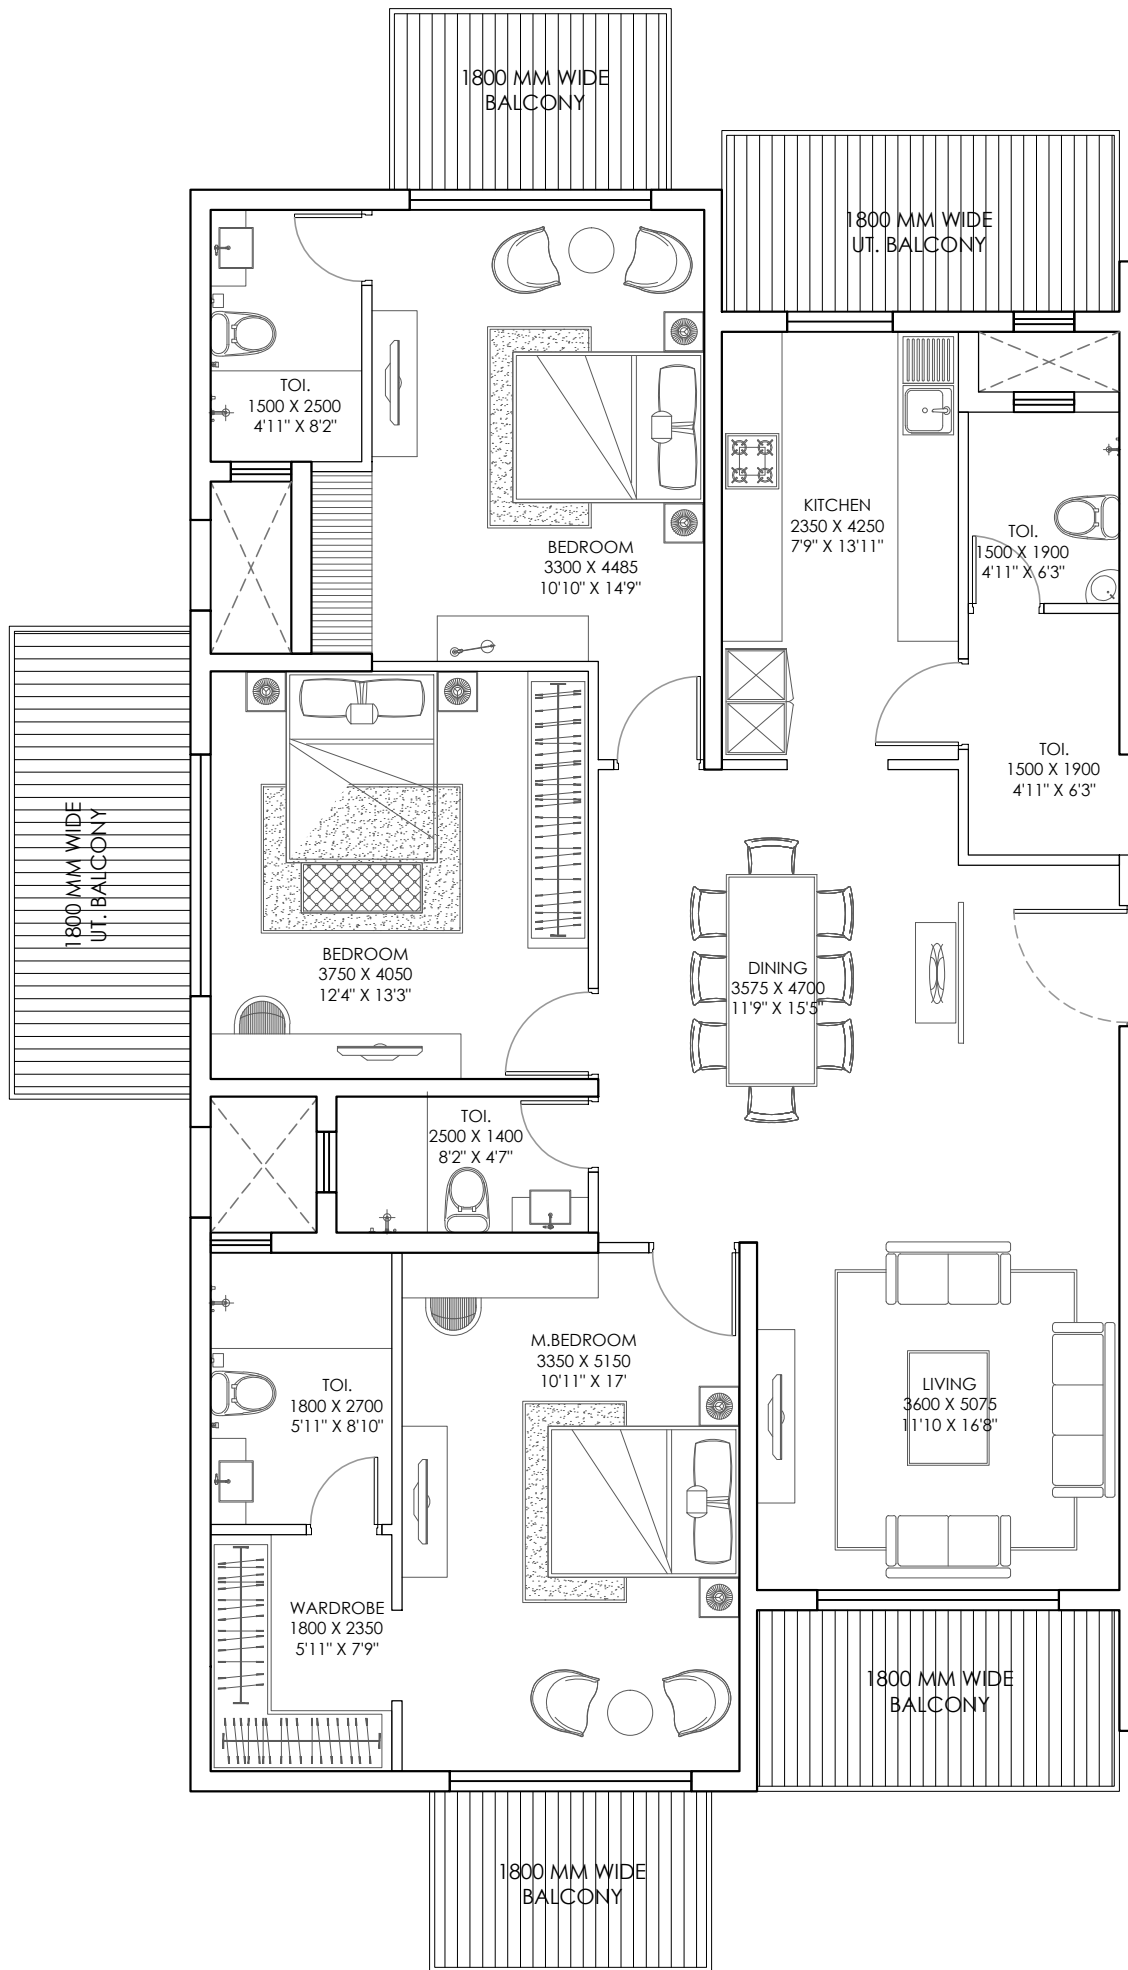 1800 MM WIDE
BALCONY
1800 MM WIDE
UT. BALCONY
TOI.
1500 X 2500
4'11" X 8'2"
KITCHEN
2350 X 4250
7'9" X 13'11"
TOI.
1500 X 1900
4'11" X 6'3"
BEDROOM
3300 X 4485
10'10" X 14'9"
TOI.
1500 X 1900
4'11" X 6'3"
1800 MM WIDE
UT. BALCONY
BEDROOM
3750 X 4050
12'4" X 13'3"
DINING
3575 X 4700
11'9" X 15'5"
TOI.
2500 X 1400
8'2" X 4'7"
M.BEDROOM
3350 X 5150
10'11" X 17'
TOI.
1800 X 2700
5'11" X 8'10"
LIVING
3600 X 5075
11'10 X 16'8"
WARDROBE
1800 X 2350
5'11" X 7'9"
1800 MM WIDE
BALCONY
1800 MM WIDE
BALCONY